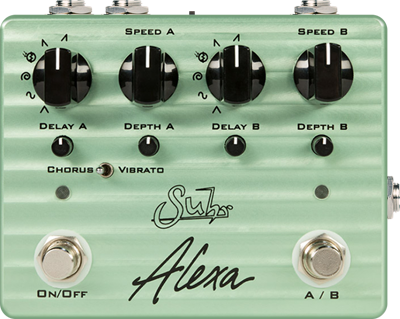 Speed A Speed B
Delay A Depth A Delay B Depth B
Chorus Vibrato
Suhr
Alexa
On/Off A / B